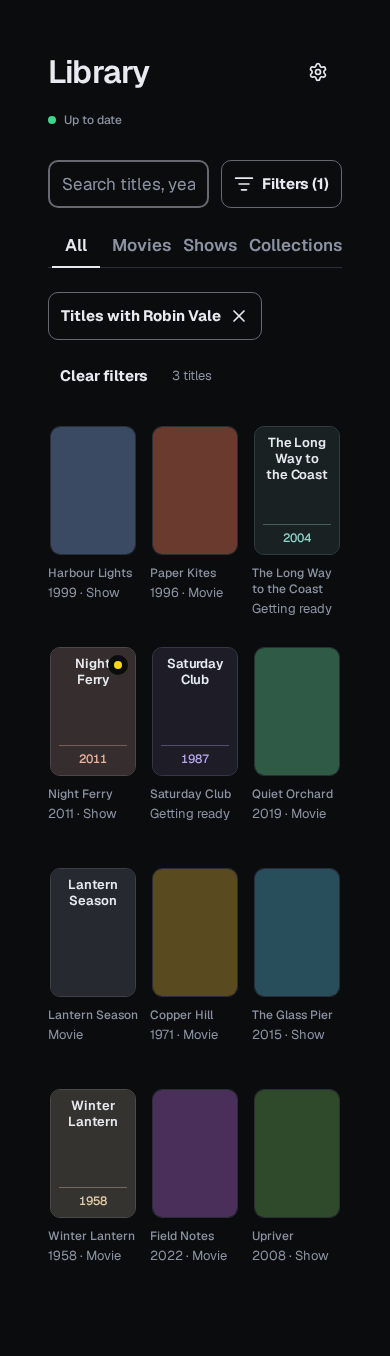 Library
Up to date
Search titles, yea
Filters (1)
All Movies Shows Collections
Titles with Robin Vale
Clear filters 3 titles
The Long
Way to
the Coast
2004
Harbour Lights
1999 · Show
Paper Kites
1996 · Movie
The Long Way
to the Coast
Getting ready
Night
Ferry
2011
Saturday
Club
1987
Night Ferry
2011 · Show
Saturday Club
Getting ready
Quiet Orchard
2019 · Movie
Lantern
Season
Lantern Season
Movie
Copper Hill
1971 · Movie
The Glass Pier
2015 · Show
Winter
Lantern
1958
Winter Lantern
1958 · Movie
Field Notes
2022 · Movie
Upriver
2008 · Show